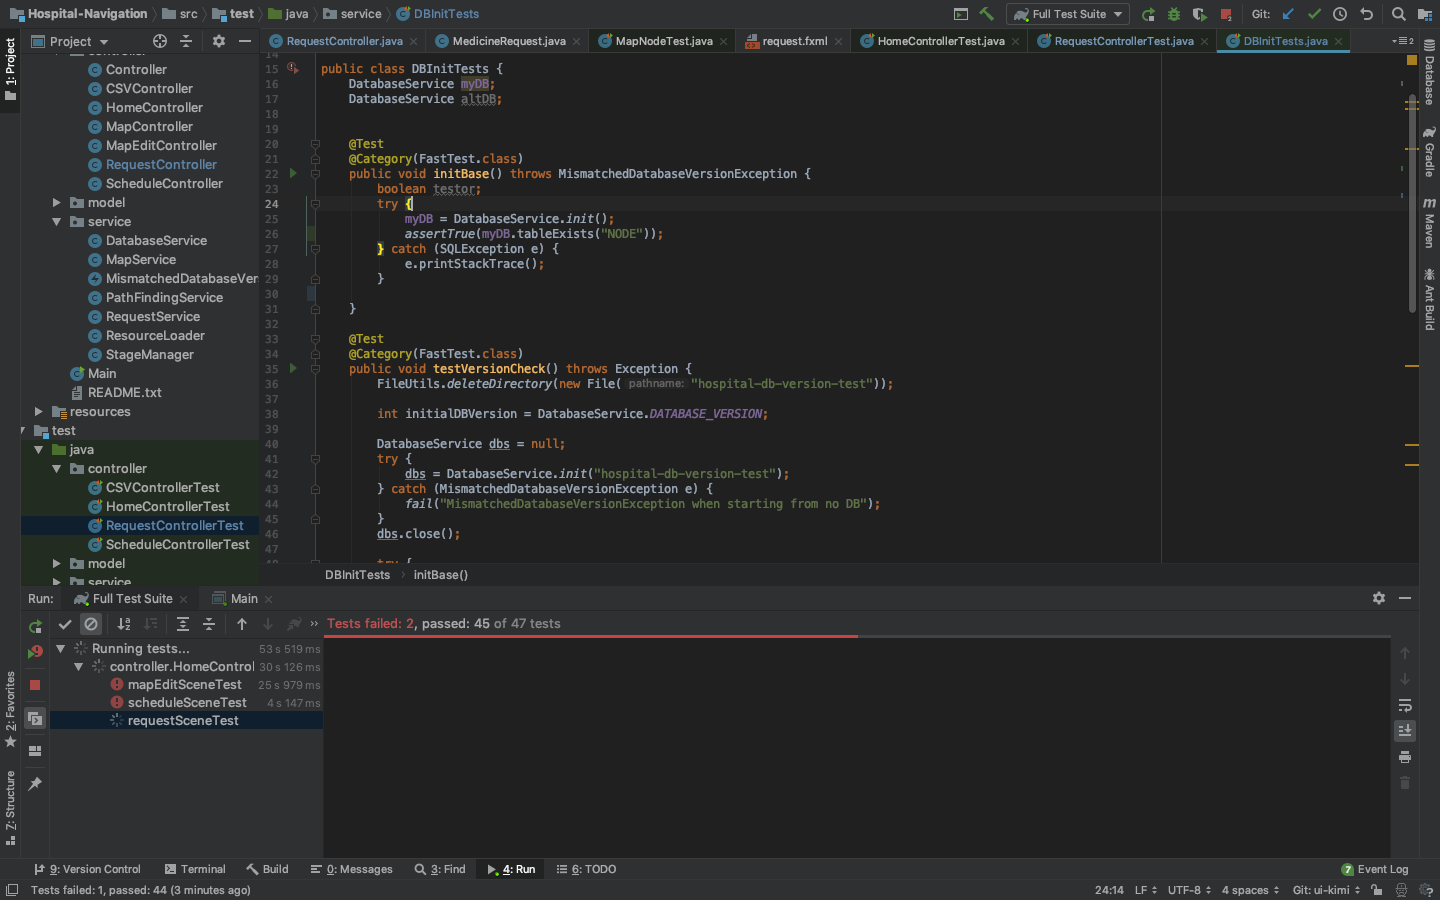 Hospital-Navigation src test java service DBInitTests Full Test Suite Git:
Project
RequestController.java MedicineRequest.java MapNodeTest.java request.fxml HomeControllerTest.java RequestControllerTest.java DBInitTests.java 2
1: Project
Controller
CSVController
HomeController
MapController
MapEditController
RequestController
ScheduleController
model
service
DatabaseService
MapService
MismatchedDatabaseVer
PathFindingService
RequestService
ResourceLoader
StageManager
Main
README.txt
resources
test
java
controller
CSVControllerTest
HomeControllerTest
RequestControllerTest
ScheduleControllerTest
model
service
14
15 public class DBInitTests {
16 DatabaseService myDB;
17 DatabaseService altDB;
18
19
20 @Test
21 @Category(FastTest.class)
22 public void initBase() throws MismatchedDatabaseVersionException {
23 boolean testor;
24 try {
25 myDB = DatabaseService.init();
26 assertTrue(myDB.tableExists("NODE"));
27 } catch (SQLException e) {
28 e.printStackTrace();
29 }
30
31 }
32
33 @Test
34 @Category(FastTest.class)
35 public void testVersionCheck() throws Exception {
36 FileUtils.deleteDirectory(new File( pathname: "hospital-db-version-test"));
37
38 int initialDBVersion = DatabaseService.DATABASE_VERSION;
39
40 DatabaseService dbs = null;
41 try {
42 dbs = DatabaseService.init("hospital-db-version-test");
43 } catch (MismatchedDatabaseVersionException e) {
44 fail("MismatchedDatabaseVersionException when starting from no DB");
45 }
46 dbs.close();
47
48 try {
DBInitTests initBase()
Database
Gradle
Maven
Ant Build
Run: Full Test Suite Main
Tests failed: 2, passed: 45 of 47 tests
Running tests... 53 s 519 ms
controller.HomeControl 30 s 126 ms
mapEditSceneTest 25 s 979 ms
scheduleSceneTest 4 s 147 ms
requestSceneTest
2: Favorites
7: Structure
9: Version Control Terminal Build 0: Messages 3: Find 4: Run 6: TODO 7 Event Log
Tests failed: 1, passed: 44 (3 minutes ago) 24:14 LF UTF-8 4 spaces Git: ui-kimi